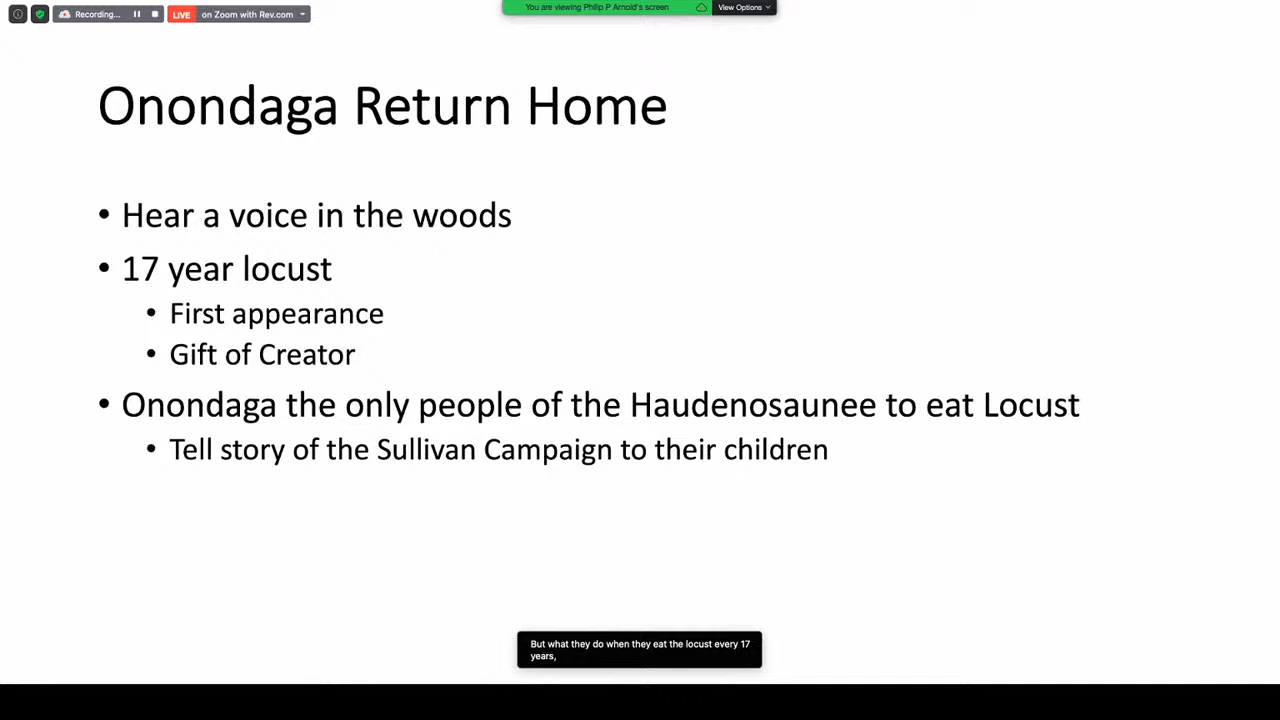 Recording...
LIVE on Zoom with Rev.com
You are viewing Philip P Arnold's screen
View Options
Onondaga Return Home
• Hear a voice in the woods
• 17 year locust
• First appearance
• Gift of Creator
• Onondaga the only people of the Haudenosaunee to eat Locust
• Tell story of the Sullivan Campaign to their children
But what they do when they eat the locust every 17
years,